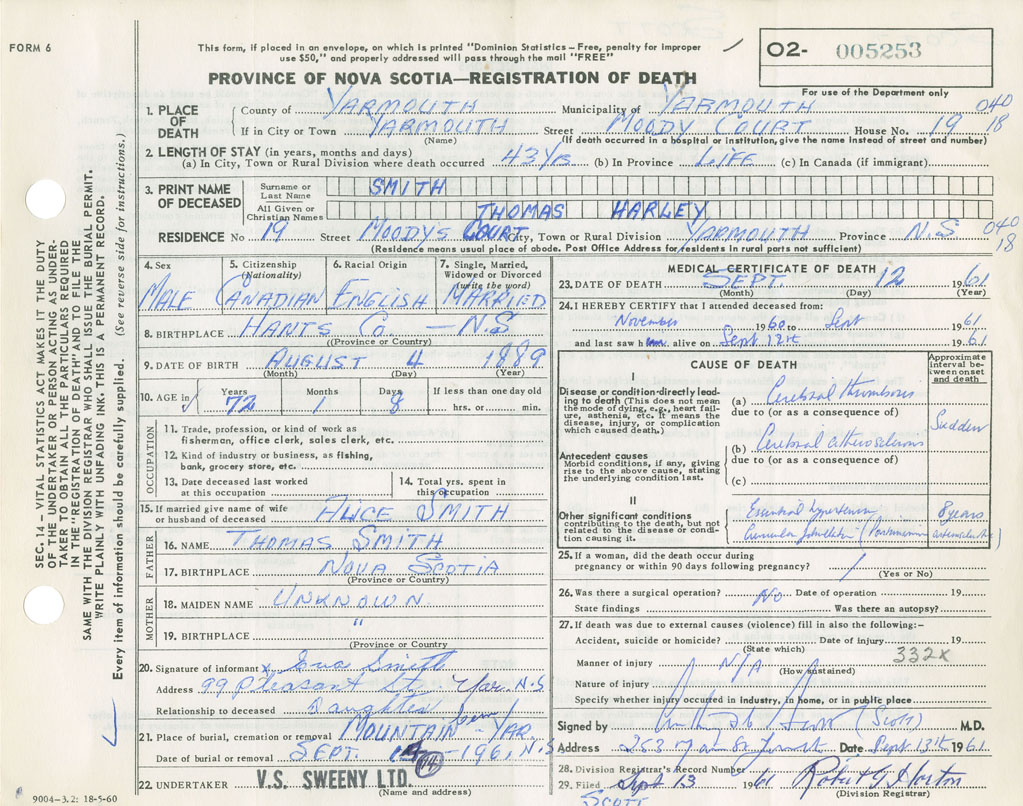 FORM 6
This form, if placed in an envelope, on which is printed "Dominion Statistics – Free, penalty for improper
use $50," and properly addressed will pass through the mail "FREE"
O2- 005253
For use of the Department only
PROVINCE OF NOVA SCOTIA—REGISTRATION OF DEATH
1. PLACE OF DEATH County of YARMOUTH Municipality of YARMOUTH 040
If in City or Town YARMOUTH Street MOODY COURT House No. 19 18
(Name) (If death occurred in a hospital or institution, give the name instead of street and number)
2. LENGTH OF STAY (in years, months and days)
(a) In City, Town or Rural Division where death occurred 43 Yrs (b) In Province LIFE (c) In Canada (if immigrant)
3. PRINT NAME OF DECEASED Surname or Last Name SMITH
All Given or Christian Names THOMAS HARLEY
RESIDENCE No 19 Street MOODYS COURT City, Town or Rural Division YARMOUTH Province N.S 040
(Residence means usual place of abode. Post Office Address for residents in rural parts not sufficient) 18
4. Sex 5. Citizenship (Nationality) 6. Racial Origin 7. Single, Married, Widowed or Divorced (write the word)
MALE CANADIAN ENGLISH MARRIED
8. BIRTHPLACE HANTS Co. – N.S
(Province or Country)
9. DATE OF BIRTH AUGUST 4 1889
(Month) (Day) (Year)
10. AGE in Years Months Days If less than one day old
72 1 8 hrs. or min.
OCCUPATION
11. Trade, profession, or kind of work as
fisherman, office clerk, sales clerk, etc.
12. Kind of industry or business, as fishing,
bank, grocery store, etc.
13. Date deceased last worked at this occupation 14. Total yrs. spent in this occupation
15. If married give name of wife
or husband of deceased ALICE SMITH
FATHER
16. NAME THOMAS SMITH
17. BIRTHPLACE NOVA SCOTIA
(Province or Country)
MOTHER
18. MAIDEN NAME UNKNOWN
19. BIRTHPLACE "
(Province or Country)
20. Signature of informant x Eva Smith
Address 99 Pleasant St. Yar. N.S
Relationship to deceased Daughter
21. Place of burial, cremation or removal MOUNTAIN Cem – YAR.
Date of burial or removal SEPT. 14 (14) – 1961 N.S
22. UNDERTAKER V.S. SWEENY LTD.
(Name and address)
9004–3.2: 18-5-60
MEDICAL CERTIFICATE OF DEATH
23. DATE OF DEATH SEPT. 12 1961
(Month) (Day) (Year)
24. I HEREBY CERTIFY that I attended deceased from:
November 1960 to Sept 1961
and last saw h alive on Sept 12th 1961
CAUSE OF DEATH
Approximate interval between onset and death
I
Disease or condition directly leading to death (This does not mean the mode of dying, e.g., heart failure, asthenia, etc. It means the disease, injury, or complication which caused death.)
(a) Cerebral thrombosis
due to (or as a consequence of) Sudden
Antecedent causes
Morbid conditions, if any, giving rise to the above cause, stating the underlying condition last.
(b) Cerebral atherosclerosis
due to (or as a consequence of)
(c)
II
Other significant conditions contributing to the death, but not related to the disease or condition causing it.
Essential hypertension 8 years
25. If a woman, did the death occur during
pregnancy or within 90 days following pregnancy? /
(Yes or No)
26. Was there a surgical operation? No Date of operation 19
State findings Was there an autopsy?
27. If death was due to external causes (violence) fill in also the following:–
Accident, suicide or homicide? Date of injury 19
(State which) 332X
Manner of injury N/A
(How sustained)
Nature of injury
Specify whether injury occurred in industry, in home, or in public place
Signed by (Scott) M.D.
Address 263 Main St Yarmouth Date Sept 13th 1961
28. Division Registrar's Record Number
29. Filed Sept 13 1961 Robert G Horton
(Division Registrar)
SCOTT
SEC. 14 – VITAL STATISTICS ACT MAKES IT THE DUTY
OF THE UNDERTAKER OR PERSON ACTING AS UNDER-
TAKER TO OBTAIN ALL THE PARTICULARS REQUIRED
IN THE "REGISTRATION OF DEATH" AND TO FILE THE
SAME WITH THE DIVISION REGISTRAR WHO SHALL ISSUE THE BURIAL PERMIT.
WRITE PLAINLY WITH UNFADING INK. THIS IS A PERMANENT RECORD.
Every item of information should be carefully supplied. (See reverse side for instructions.)